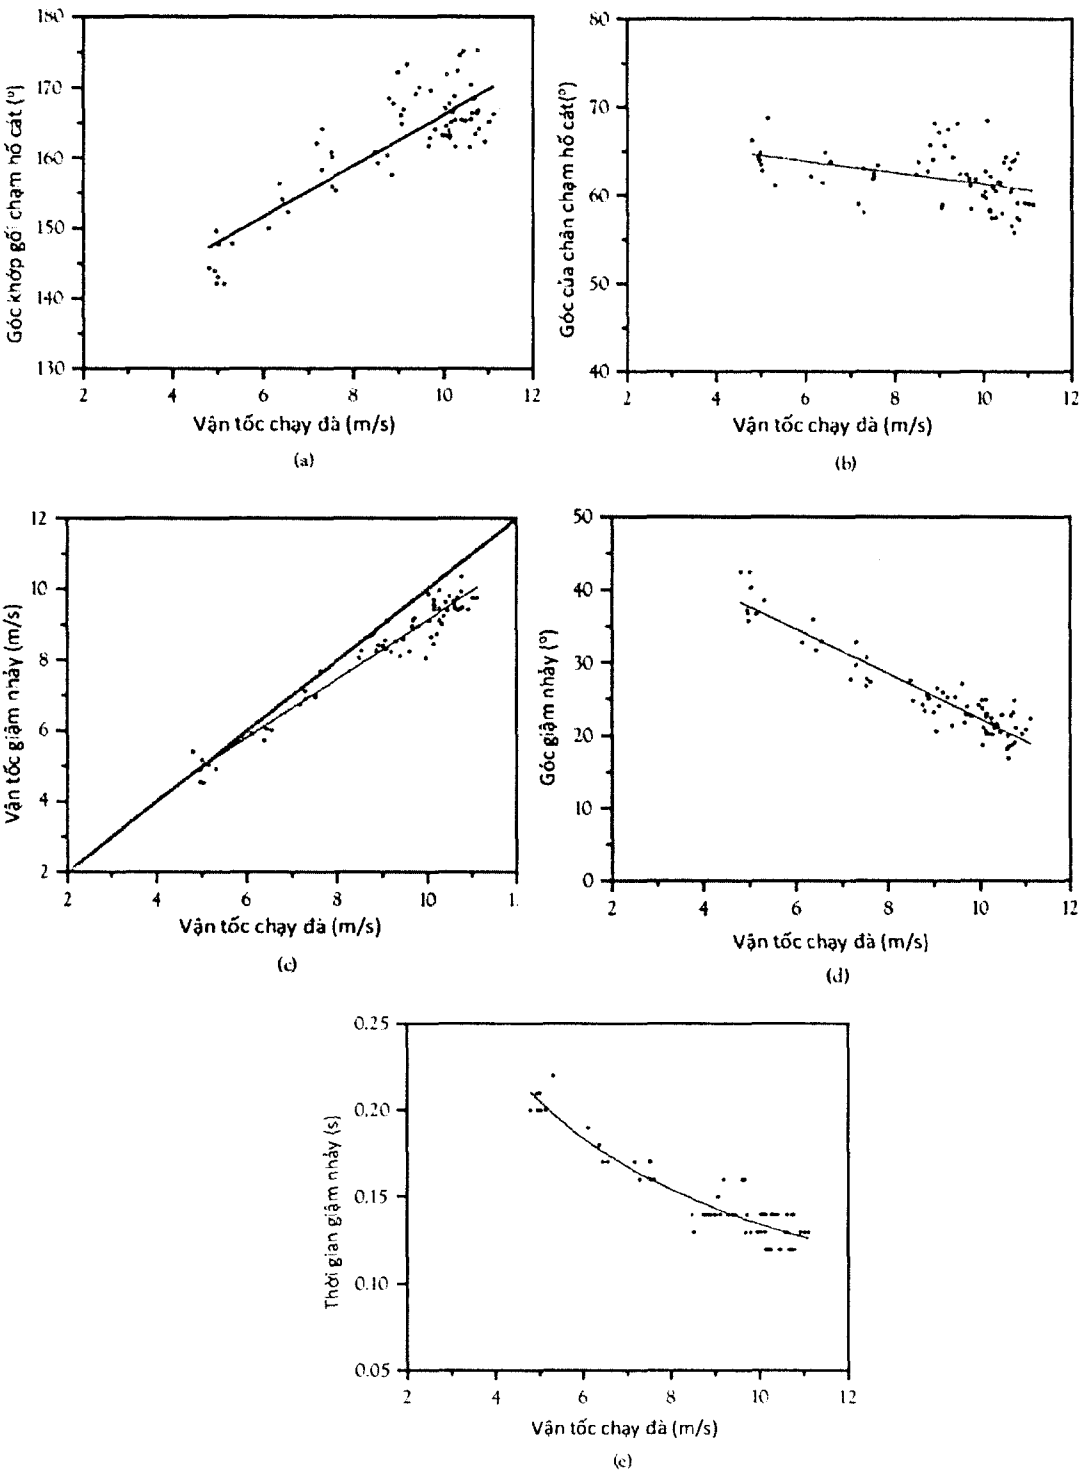 180
170
160
150
140
130
Góc khớp gối chạm hố cát (º)
2 4 6 8 10 12
Vận tốc chạy đà (m/s)
(a)
80
70
60
50
40
Góc của chân chạm hố cát (º)
2 4 6 8 10 12
Vận tốc chạy đà (m/s)
(b)
12
10
8
6
4
2
Vận tốc giậm nhảy (m/s)
2 4 6 8 10 1.
Vận tốc chạy đà (m/s)
(c)
50
40
30
20
10
0
Góc giậm nhảy (º)
2 4 6 8 10 12
Vận tốc chạy đà (m/s)
(d)
0.25
0.20
0.15
0.10
0.05
Thời gian giậm nhảy (s)
2 4 6 8 10 12
Vận tốc chạy đà (m/s)
(e)